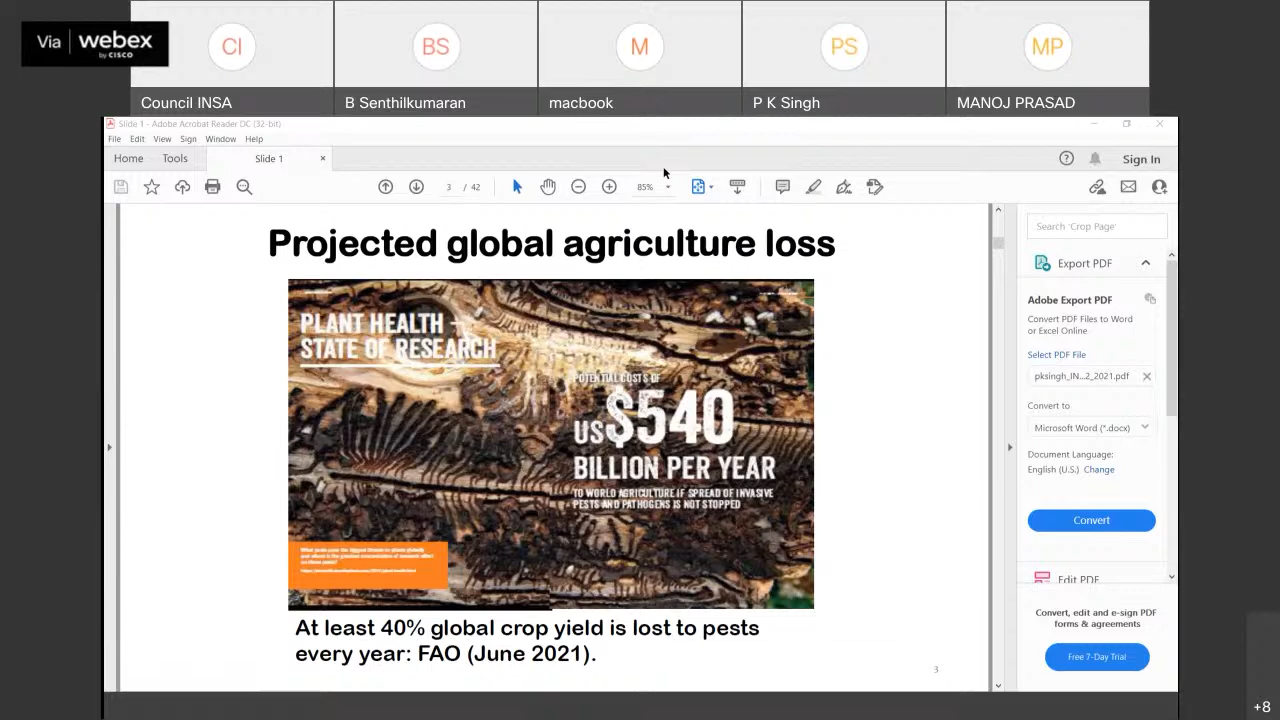 Via webex
by CISCO
CI
BS
M
PS
MP
Council INSA
B Senthilkumaran
macbook
P K Singh
MANOJ PRASAD
Slide 1 - Adobe Acrobat Reader DC (32-bit)
File Edit View Sign Window Help
Home Tools Slide 1 × Sign In
3 / 42 85%
Projected global agriculture loss
PLANT HEALTH –
STATE OF RESEARCH
POTENTIAL COSTS OF
US$540
BILLION PER YEAR
TO WORLD AGRICULTURE IF SPREAD OF INVASIVE
PESTS AND PATHOGENS IS NOT STOPPED
At least 40% global crop yield is lost to pests
every year: FAO (June 2021).
3
Search 'Crop Page'
Export PDF
Adobe Export PDF
Convert PDF Files to Word
or Excel Online
Select PDF File
pksingh_IN...2_2021.pdf
Convert to
Microsoft Word (*.docx)
Document Language:
English (U.S.) Change
Convert
Edit PDF
Convert, edit and e-sign PDF
forms & agreements
Free 7-Day Trial
+8